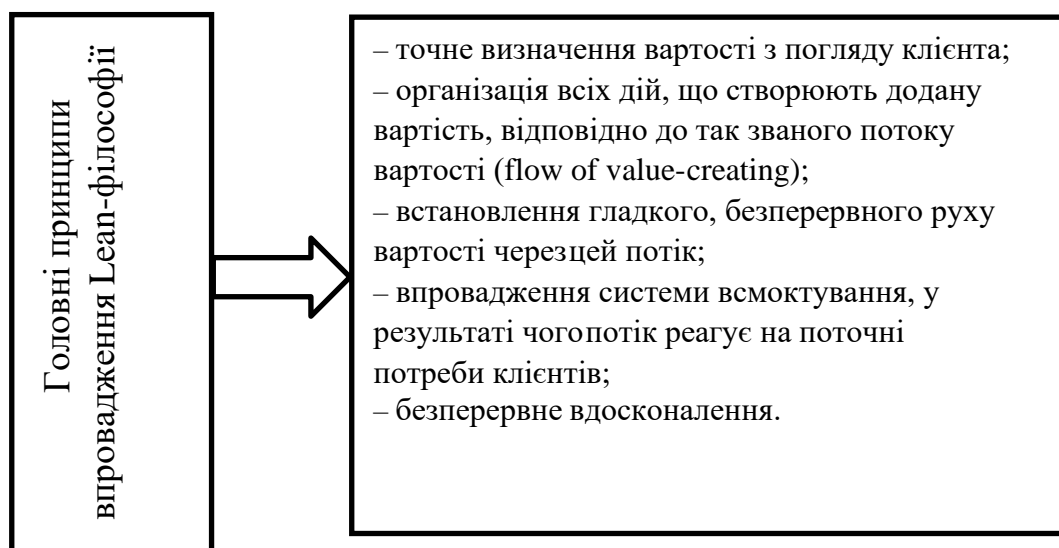 Головні принципи
впровадження Lean-філософії
– точне визначення вартості з погляду клієнта;
– організація всіх дій, що створюють додану
вартість, відповідно до так званого потоку
вартості (flow of value-creating);
– встановлення гладкого, безперервного руху
вартості черезцей потік;
– впровадження системи всмоктування, у
результаті чогопотік реагує на поточні
потреби клієнтів;
– безперервне вдосконалення.